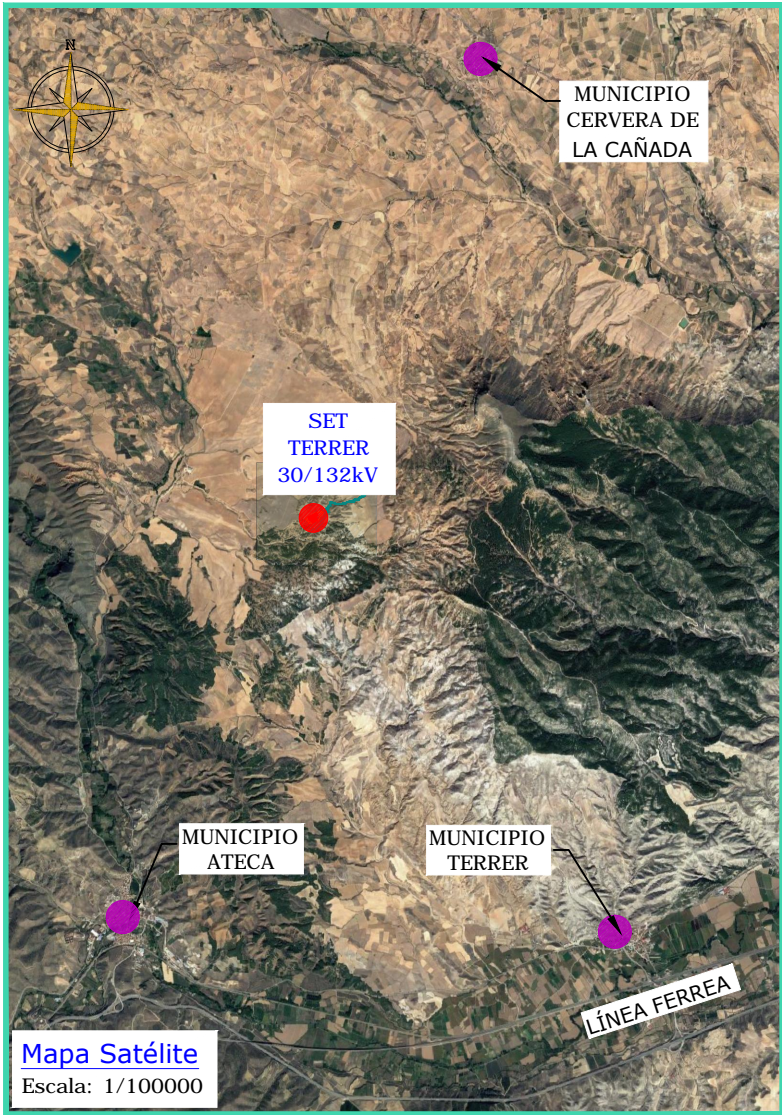 N
MUNICIPIO
CERVERA DE
LA CAÑADA
SET
TERRER
30/132kV
MUNICIPIO
ATECA
MUNICIPIO
TERRER
LÍNEA FERREA
Mapa Satélite
Escala: 1/100000